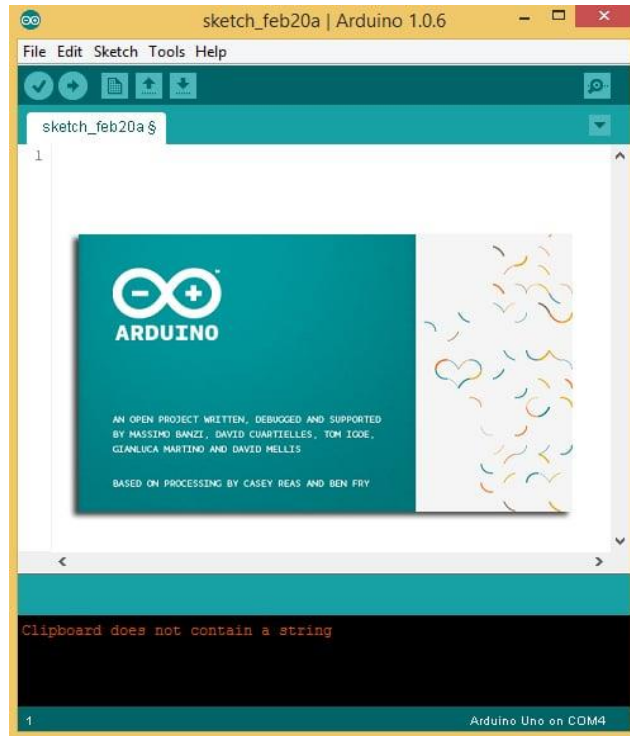 sketch_feb20a | Arduino 1.0.6
File Edit Sketch Tools Help
sketch_feb20a §
1
ARDUINO
AN OPEN PROJECT WRITTEN, DEBUGGED AND SUPPORTED
BY MASSIMO BANZI, DAVID CUARTIELLES, TOM IGOE,
GIANLUCA MARTINO AND DAVID MELLIS
BASED ON PROCESSING BY CASEY REAS AND BEN FRY
Clipboard does not contain a string
1 Arduino Uno on COM4